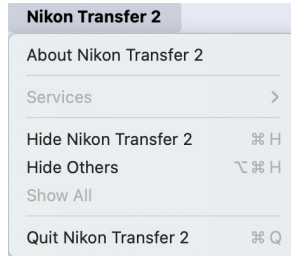 Nikon Transfer 2
About Nikon Transfer 2
Services >
Hide Nikon Transfer 2 ⌘ H
Hide Others ⌥ ⌘ H
Show All
Quit Nikon Transfer 2 ⌘ Q